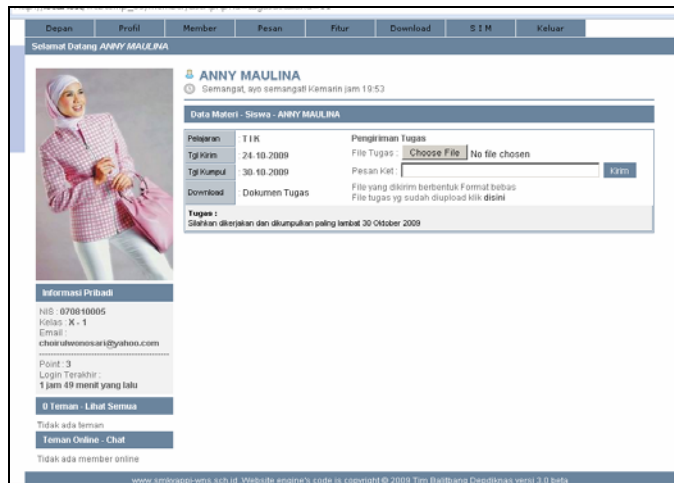 Depan Profil Member Pesan Fitur Download S I M Keluar
Selamat Datang ANNY MAULINA
ANNY MAULINA
Semangat, ayo semangat! Kemarin jam 19:53
Data Materi - Siswa - ANNY MAULINA
Pelajaran : T I K
Tgl Kirim : 24-10-2009
Tgl Kumpul : 30-10-2009
Download : Dokumen Tugas
Pengiriman Tugas
File Tugas : Choose File No file chosen
Pesan Ket : Kirim
File yang dikirim berbentuk Format bebas
File tugas yg sudah diupload klik disini
Tugas :
Silahkan dikerjakan dan dikumpulkan paling lambat 30 Oktober 2009
Informasi Pribadi
NIS : 070810005
Kelas : X - 1
Email :
choirulwonosari@yahoo.com
Point : 3
Login Terakhir :
1 jam 49 menit yang lalu
0 Teman - Lihat Semua
Tidak ada teman
Teman Online - Chat
Tidak ada member online
Website engine's code is copyright © 2009 Tim Balitbang Depdiknas versi 3.0 beta